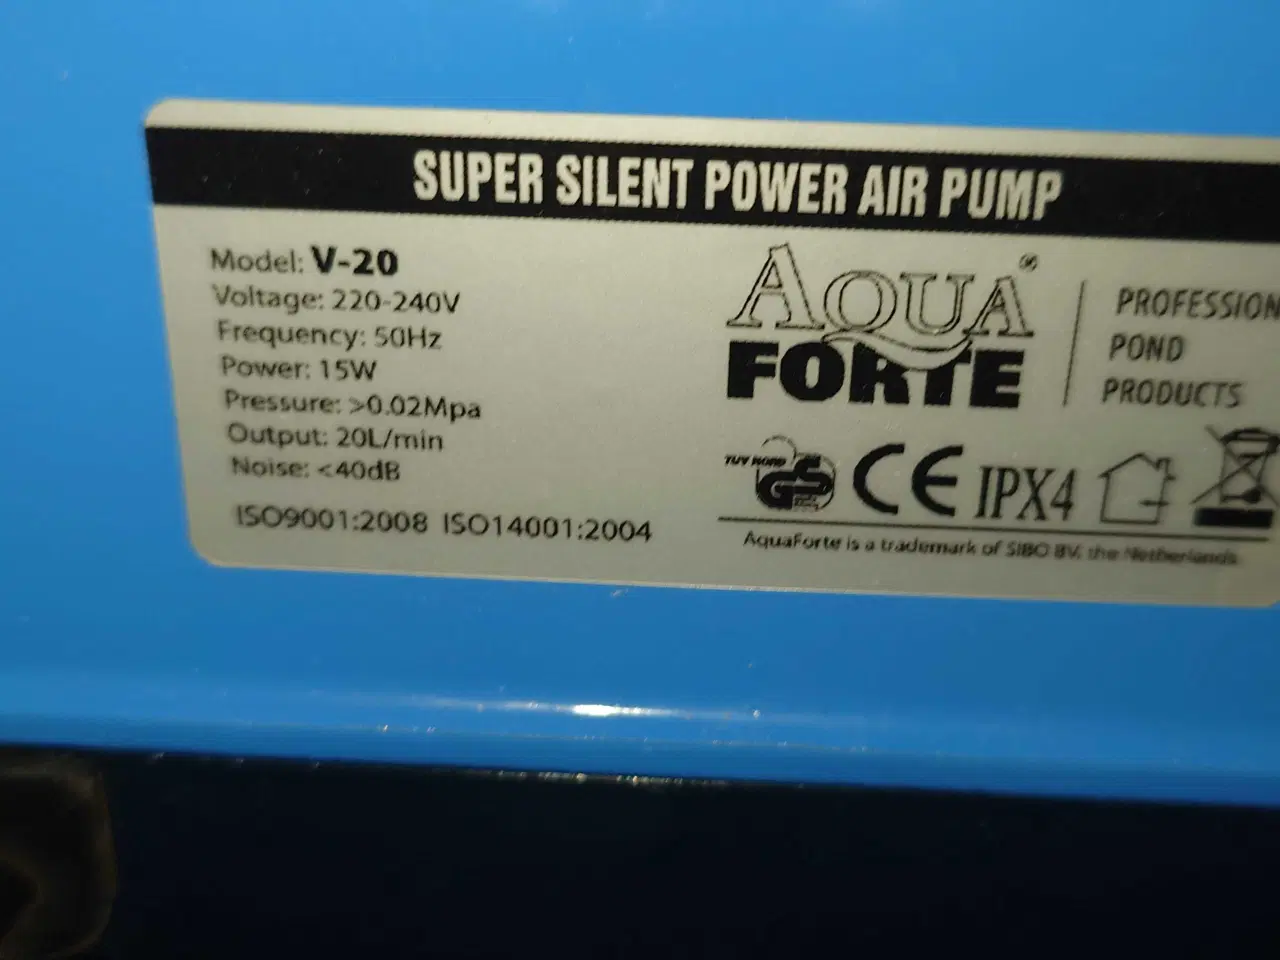 SUPER SILENT POWER AIR PUMP
Model: V-20
Voltage: 220-240V
Frequency: 50Hz
Power: 15W
Pressure: >0.02Mpa
Output: 20L/min
Noise: <40dB
ISO9001:2008 ISO14001:2004
AQUA
FORTE
PROFESSION
POND
PRODUCTS
TUV NORD
GS
CE IPX4
AquaForte is a trademark of SIBO BV, the Netherlands